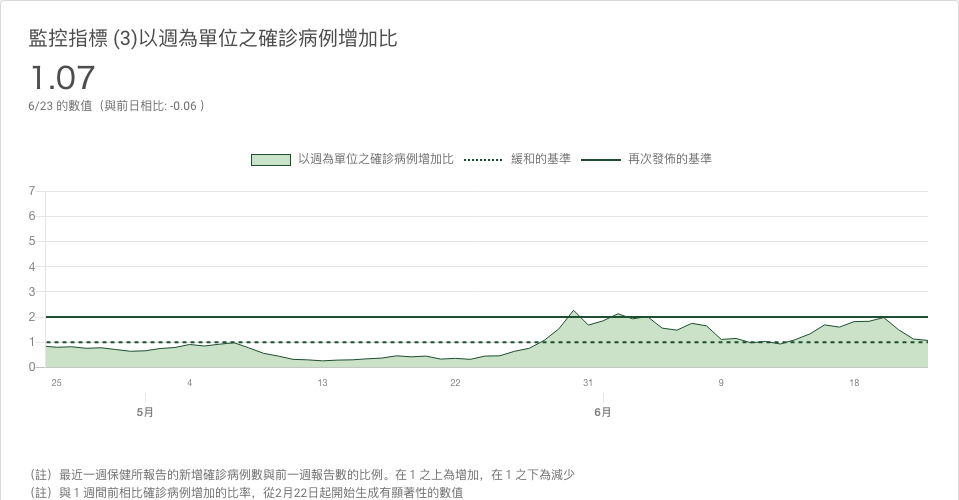 監控指標 (3)以週為單位之確診病例增加比
1.07
6/23 的數值（與前日相比: -0.06 ）
以週為單位之確診病例增加比 緩和的基準 再次發佈的基準
7
6
5
4
3
2
1
0
25 4 13 22 31 9 18
5月 6月
（註）最近一週保健所報告的新增確診病例數與前一週報告數的比例。在 1 之上為增加，在 1 之下為減少
（註）與 1 週間前相比確診病例增加的比率，從2月22日起開始生成有顯著性的數值